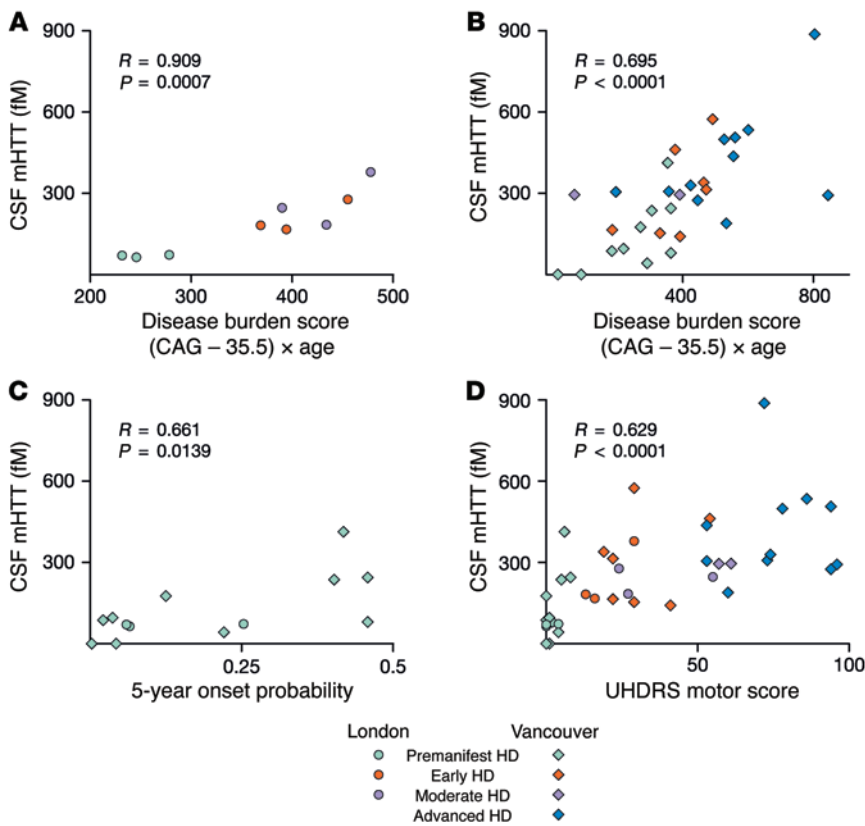 A
900
600
300
CSF mHTT (fM)
R = 0.909
P = 0.0007
200 300 400 500
Disease burden score
(CAG – 35.5) × age
B
900
600
300
CSF mHTT (fM)
R = 0.695
P < 0.0001
400 800
Disease burden score
(CAG – 35.5) × age
C
900
600
300
CSF mHTT (fM)
R = 0.661
P = 0.0139
0.25 0.5
5-year onset probability
D
900
600
300
CSF mHTT (fM)
R = 0.629
P < 0.0001
50 100
UHDRS motor score
London Vancouver
Premanifest HD
Early HD
Moderate HD
Advanced HD